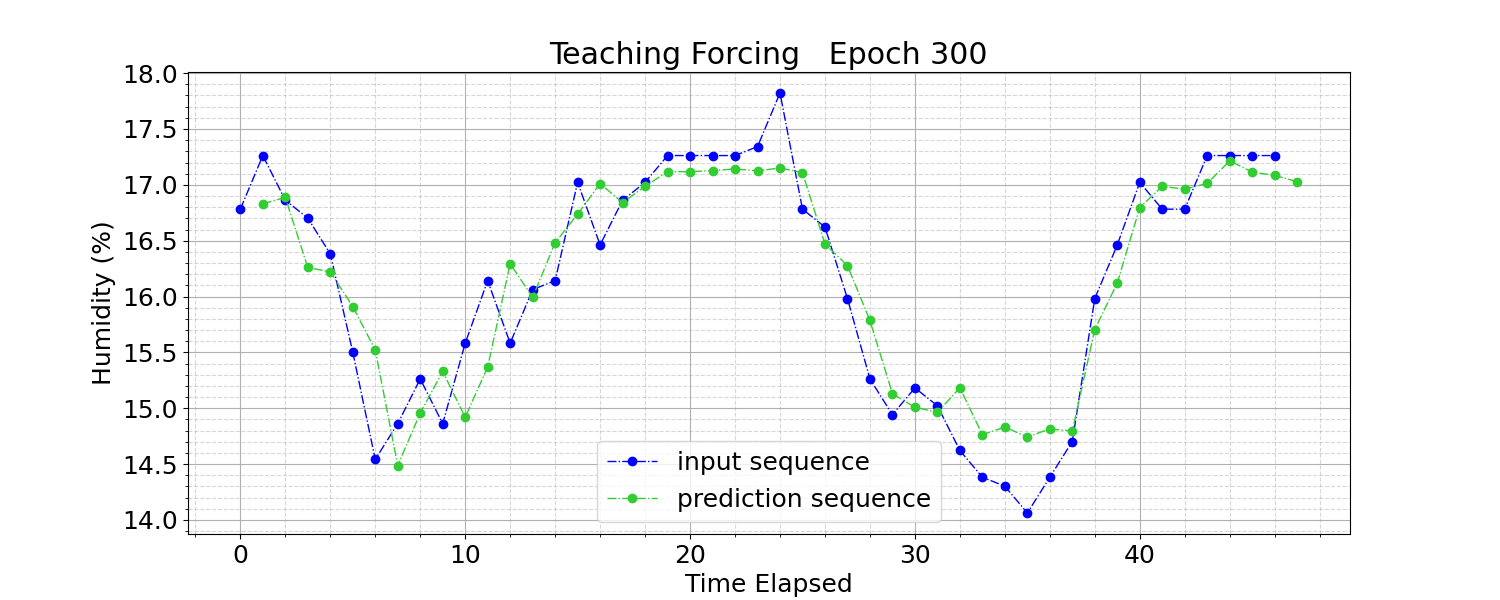 Teaching Forcing   Epoch 300
Humidity (%)
18.0
17.5
17.0
16.5
16.0
15.5
15.0
14.5
14.0
input sequence
prediction sequence
0 10 20 30 40
Time Elapsed